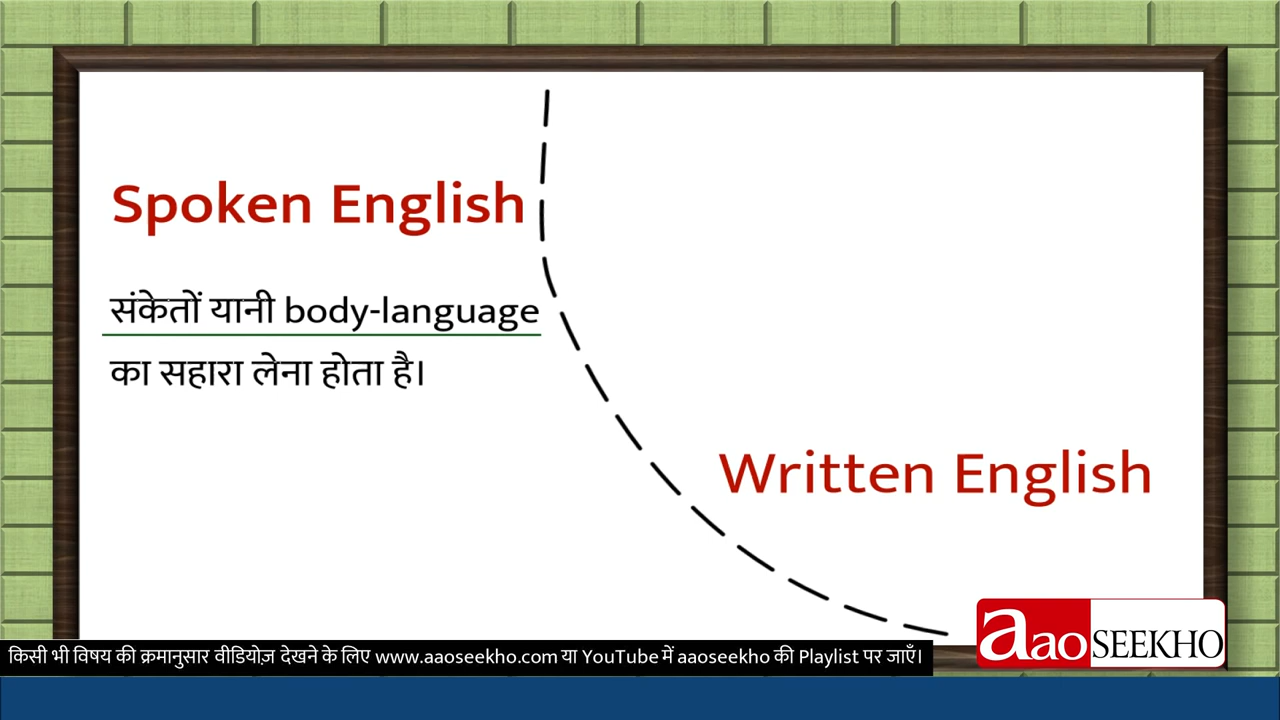 Spoken English
संकेतों यानी body-language
का सहारा लेना होता है।
Written English
aaoSEEKHO
किसी भी विषय की क्रमानुसार वीडियोज़ देखने के लिए www.aaoseekho.com या YouTube में aaoseekho की Playlist पर जाएँ।